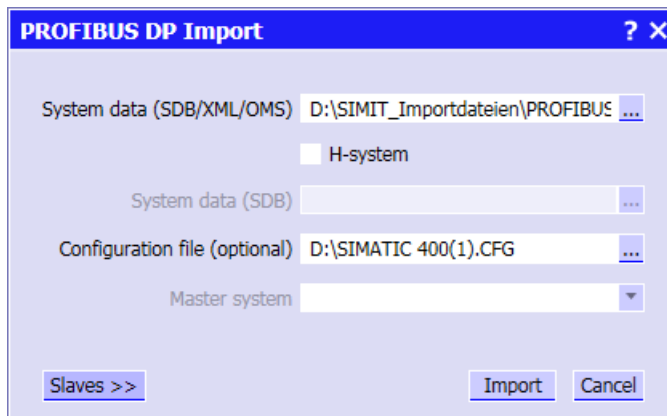 PROFIBUS DP Import ? ×
System data (SDB/XML/OMS) D:\SIMIT_Importdateien\PROFIBUS ...
H-system
System data (SDB) ...
Configuration file (optional) D:\SIMATIC 400(1).CFG ...
Master system
Slaves >> Import Cancel